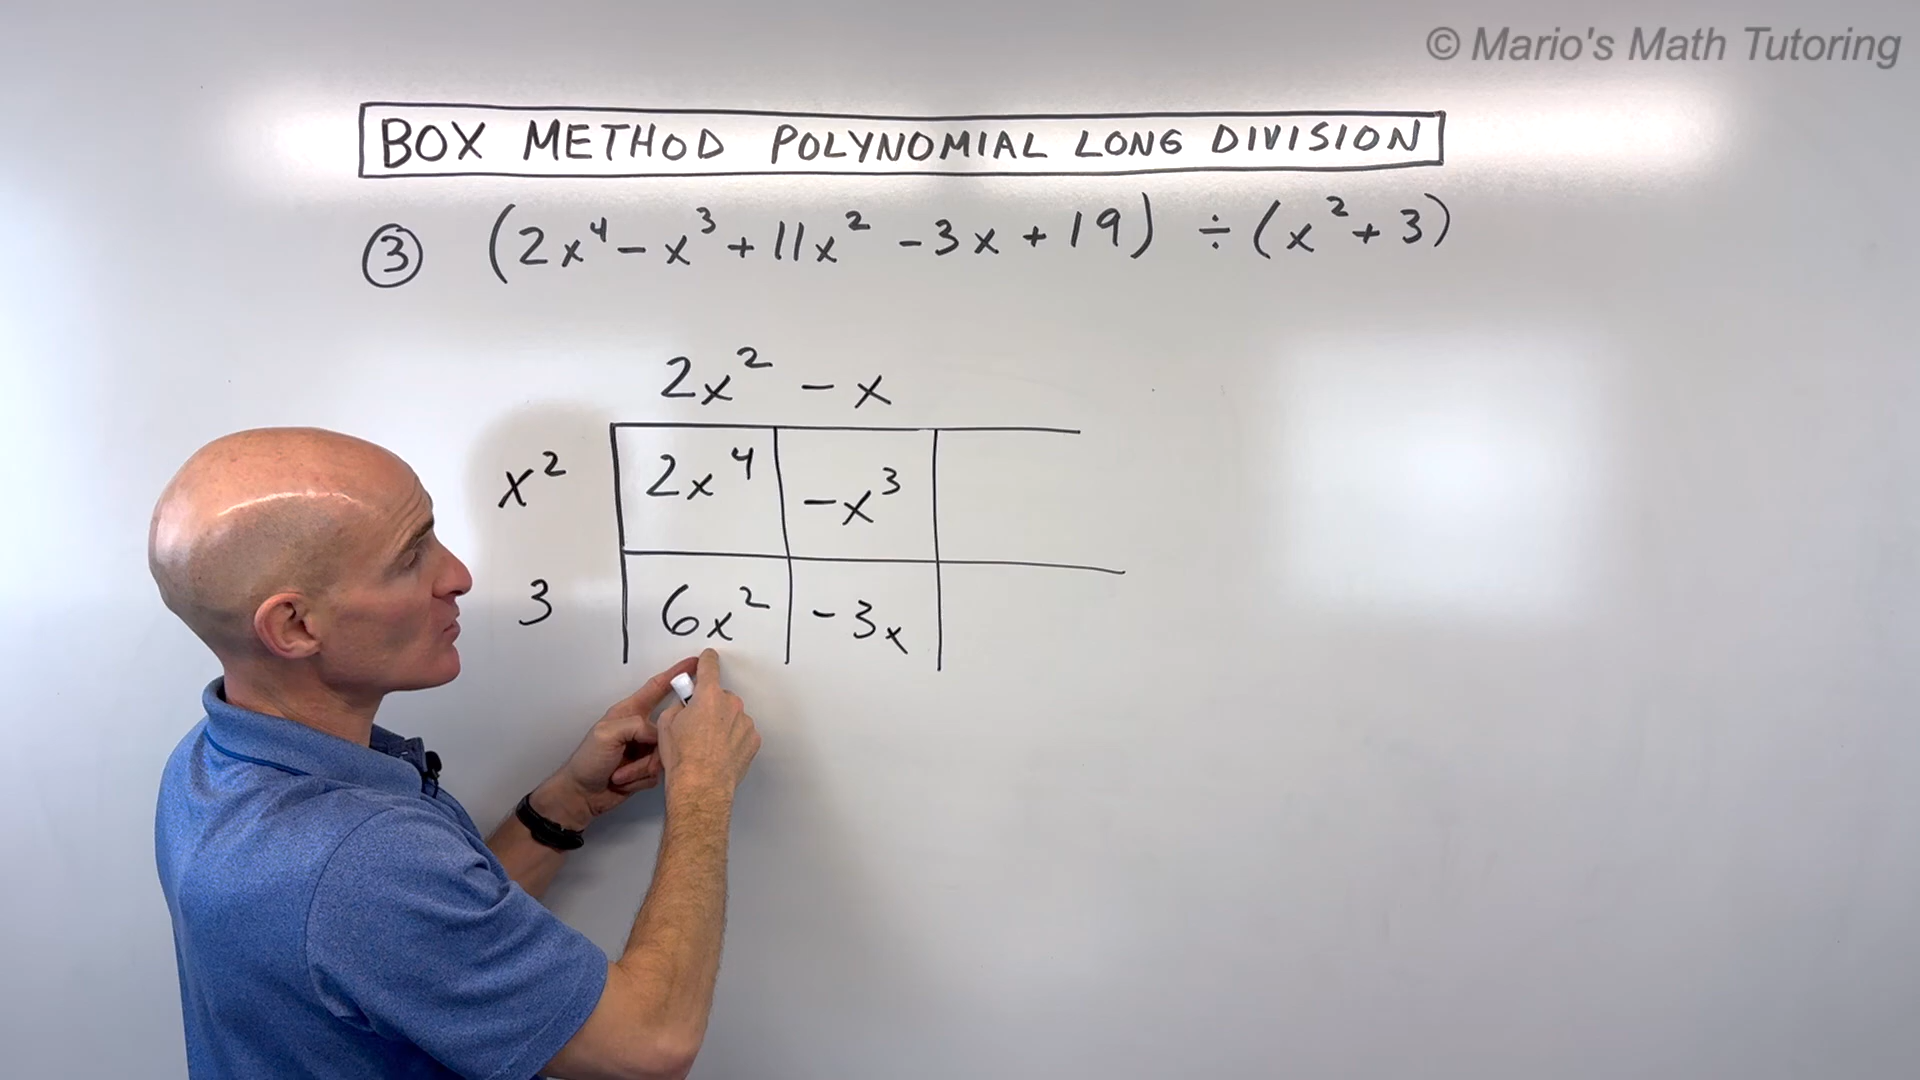 © Mario's Math Tutoring
BOX METHOD POLYNOMIAL LONG DIVISION
③ (2x⁴ - x³ + 11x² - 3x + 19) ÷ (x² + 3)
2x² - x
x² 2x⁴ -x³
3 6x² -3x